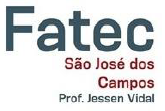 Fatec
São José dos
Campos
Prof. Jessen Vidal